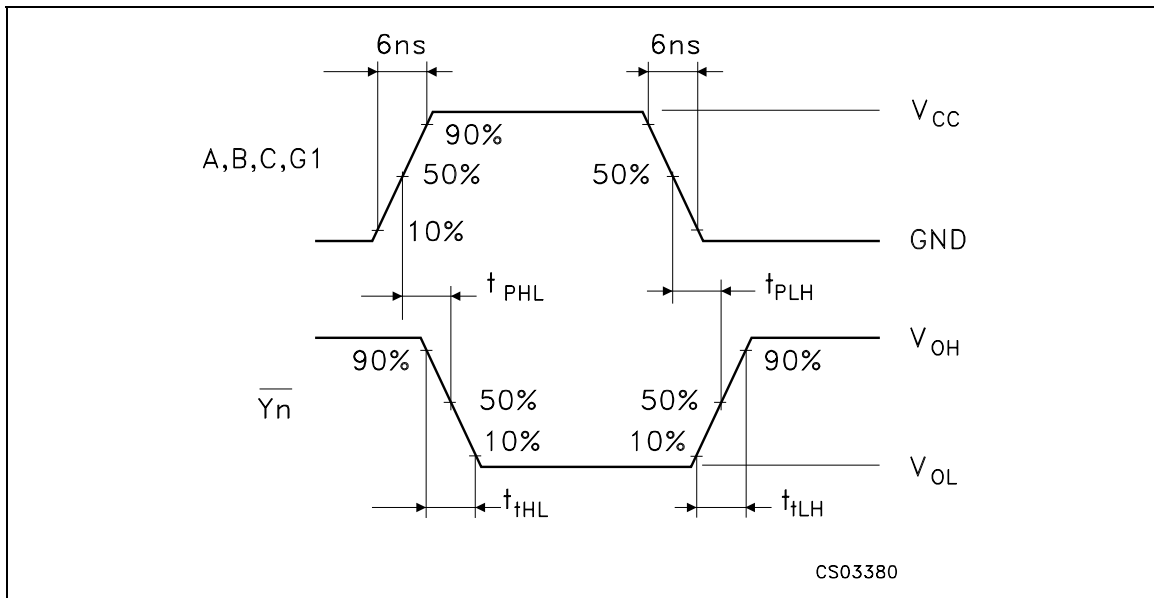 6ns 6ns
V_CC
90%
A,B,C,G1
50% 50%
10%
GND
t_PHL t_PLH
V_OH
90% 90%
50% 50%
Yn
10% 10%
V_OL
t_tHL t_tLH
CS03380